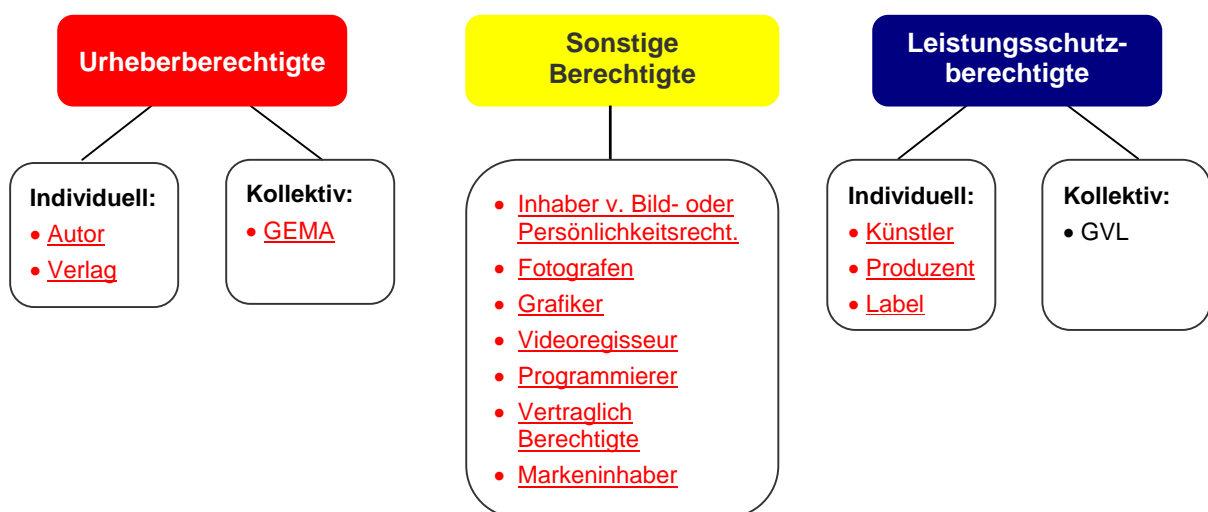 Urheberberechtigte
Sonstige
Berechtigte
Leistungsschutz-
berechtigte
Individuell:
• Autor
• Verlag
Kollektiv:
• GEMA
• Inhaber v. Bild- oder
Persönlichkeitsrecht.
• Fotografen
• Grafiker
• Videoregisseur
• Programmierer
• Vertraglich
Berechtigte
• Markeninhaber
Individuell:
• Künstler
• Produzent
• Label
Kollektiv:
• GVL